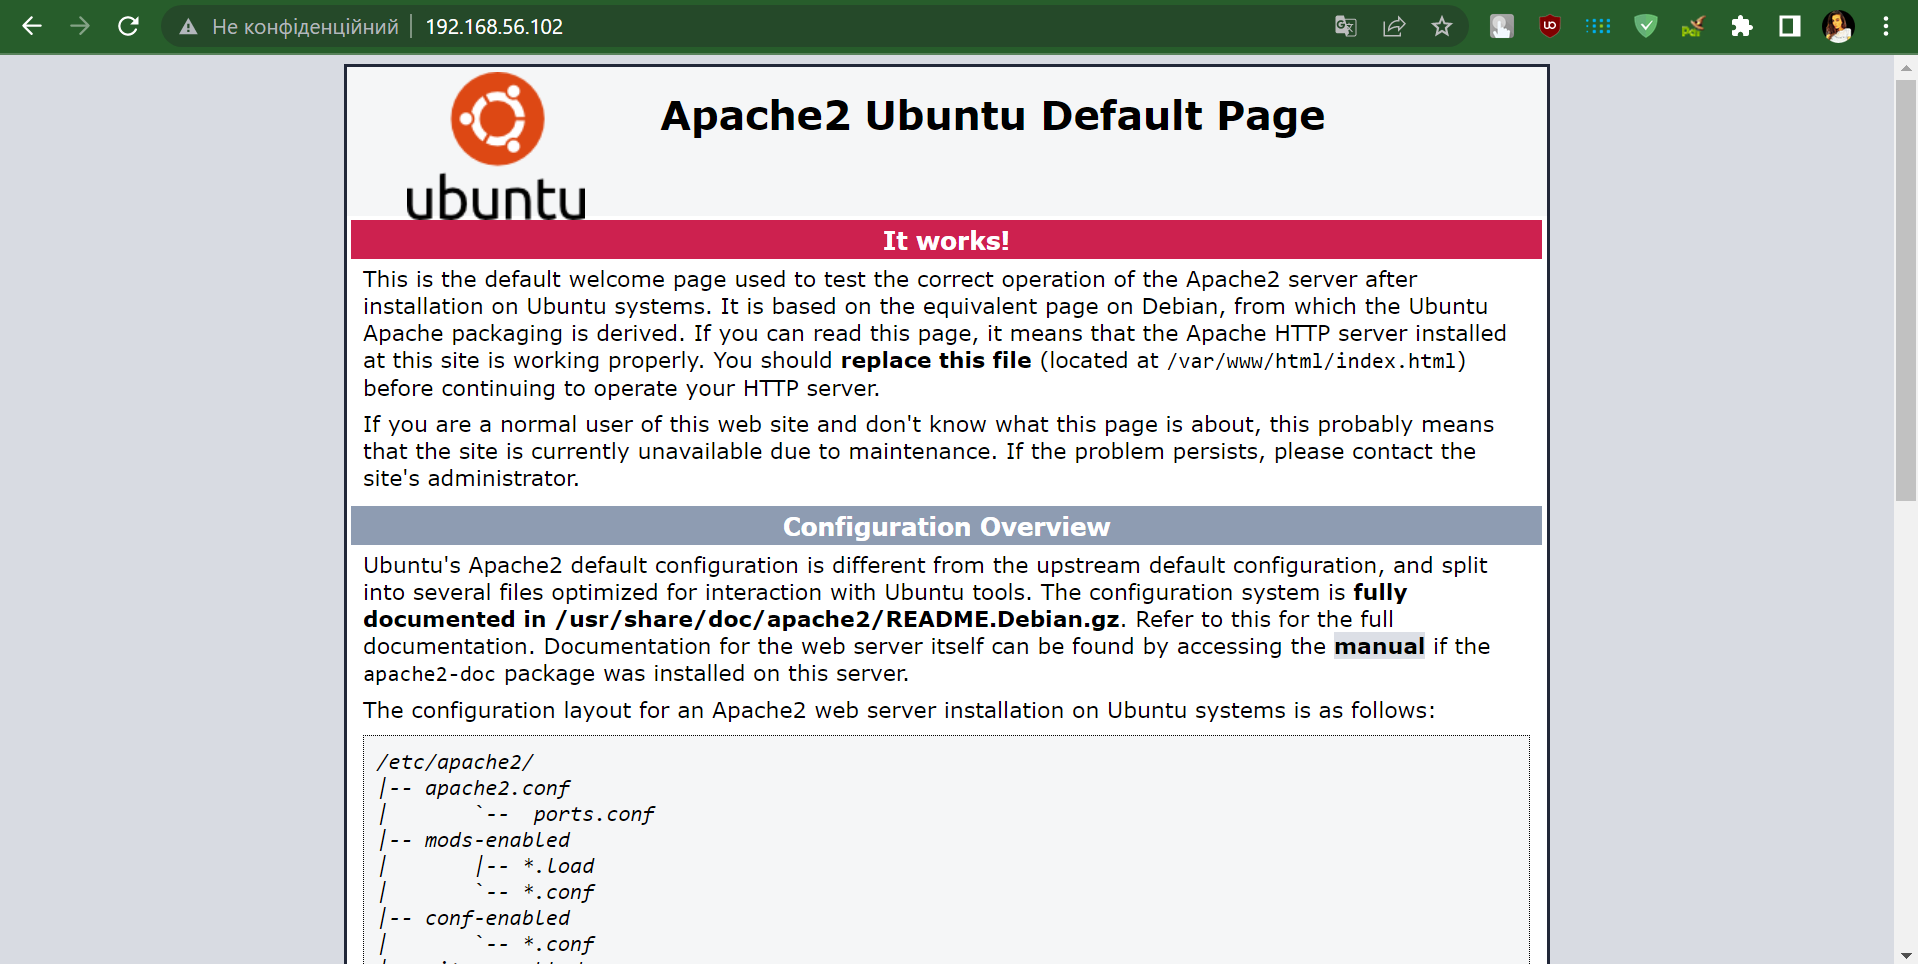 Не конфіденційний 192.168.56.102
ubuntu
Apache2 Ubuntu Default Page
It works!
This is the default welcome page used to test the correct operation of the Apache2 server after
installation on Ubuntu systems. It is based on the equivalent page on Debian, from which the Ubuntu
Apache packaging is derived. If you can read this page, it means that the Apache HTTP server installed
at this site is working properly. You should replace this file (located at /var/www/html/index.html)
before continuing to operate your HTTP server.
If you are a normal user of this web site and don't know what this page is about, this probably means
that the site is currently unavailable due to maintenance. If the problem persists, please contact the
site's administrator.
Configuration Overview
Ubuntu's Apache2 default configuration is different from the upstream default configuration, and split
into several files optimized for interaction with Ubuntu tools. The configuration system is fully
documented in /usr/share/doc/apache2/README.Debian.gz. Refer to this for the full
documentation. Documentation for the web server itself can be found by accessing the manual if the
apache2-doc package was installed on this server.
The configuration layout for an Apache2 web server installation on Ubuntu systems is as follows:
/etc/apache2/
|-- apache2.conf
|       `--  ports.conf
|-- mods-enabled
|       |-- *.load
|       `-- *.conf
|-- conf-enabled
|       `-- *.conf